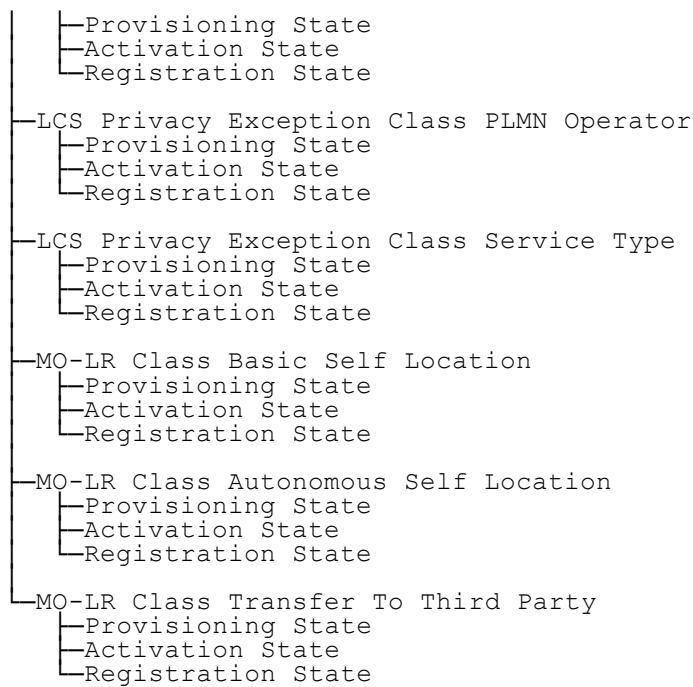 Provisioning State
Activation State
Registration State
LCS Privacy Exception Class PLMN Operator
Provisioning State
Activation State
Registration State
LCS Privacy Exception Class Service Type
Provisioning State
Activation State
Registration State
MO-LR Class Basic Self Location
Provisioning State
Activation State
Registration State
MO-LR Class Autonomous Self Location
Provisioning State
Activation State
Registration State
MO-LR Class Transfer To Third Party
Provisioning State
Activation State
Registration State